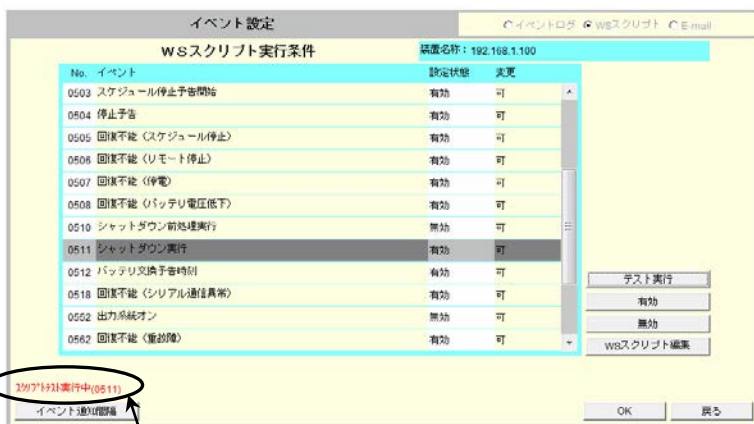 イベント設定
イベントログ WSスクリプト E-mail
WSスクリプト実行条件
装置名称：192.168.1.100
No. イベント 設定状態 変更
0503 スケジュール停止予告開始 有効 可
0504 停止予告 有効 可
0505 回復不能（スケジュール停止） 有効 可
0506 回復不能（リモート停止） 有効 可
0507 回復不能（停電） 有効 可
0508 回復不能（バッテリ電圧低下） 有効 可
0510 シャットダウン前処理実行 無効 可
0511 シャットダウン実行 有効 可
0512 バッテリ交換予告時刻 有効 可
0518 回復不能（シリアル通信異常） 有効 可
0552 出力系統オン 無効 可
0562 回復不能（重故障） 有効 可
テスト実行
有効
無効
WSスクリプト編集
ｽｸﾘﾌﾟﾄﾃｽﾄ実行中(0511)
イベント通知間隔
OK
戻る